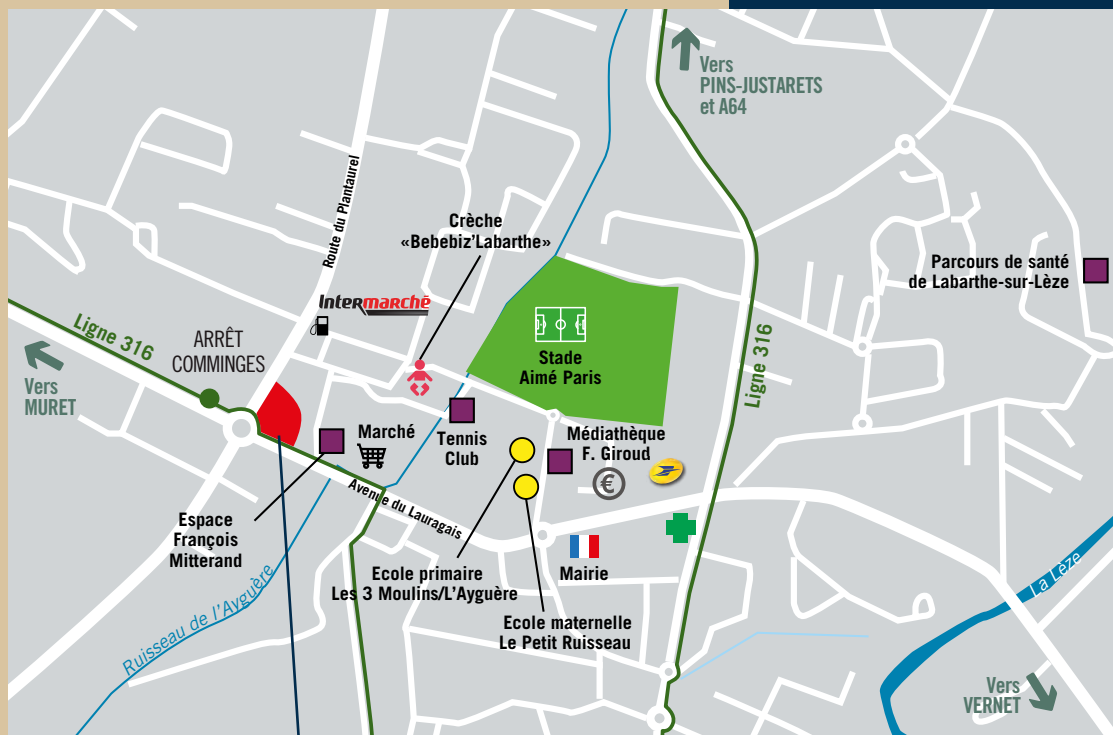 Vers
PINS-JUSTARETS
et A64
Route du Plantaurel
Crèche
«Bebebiz'Labarthe»
Parcours de santé
de Labarthe-sur-Lèze
Intermarché
Ligne 316
ARRÊT
COMMINGES
Vers
MURET
Stade
Aimé Paris
Ligne 316
Marché
Tennis
Club
Médiathèque
F. Giroud
€
Avenue du Lauragais
Espace
François
Mitterand
Ecole primaire
Les 3 Moulins/L'Ayguère
Mairie
Ecole maternelle
Le Petit Ruisseau
Ruisseau de l'Ayguère
La Lèze
Vers
VERNET